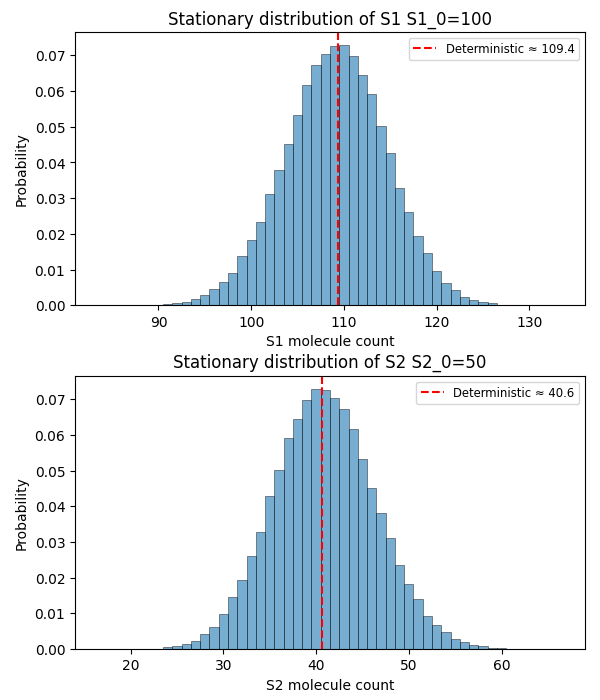 Stationary distribution of S1 S1_0=100
Deterministic ≈ 109.4
Probability
0.07
0.06
0.05
0.04
0.03
0.02
0.01
0.00
90 100 110 120 130
S1 molecule count
Stationary distribution of S2 S2_0=50
Deterministic ≈ 40.6
Probability
0.07
0.06
0.05
0.04
0.03
0.02
0.01
0.00
20 30 40 50 60
S2 molecule count